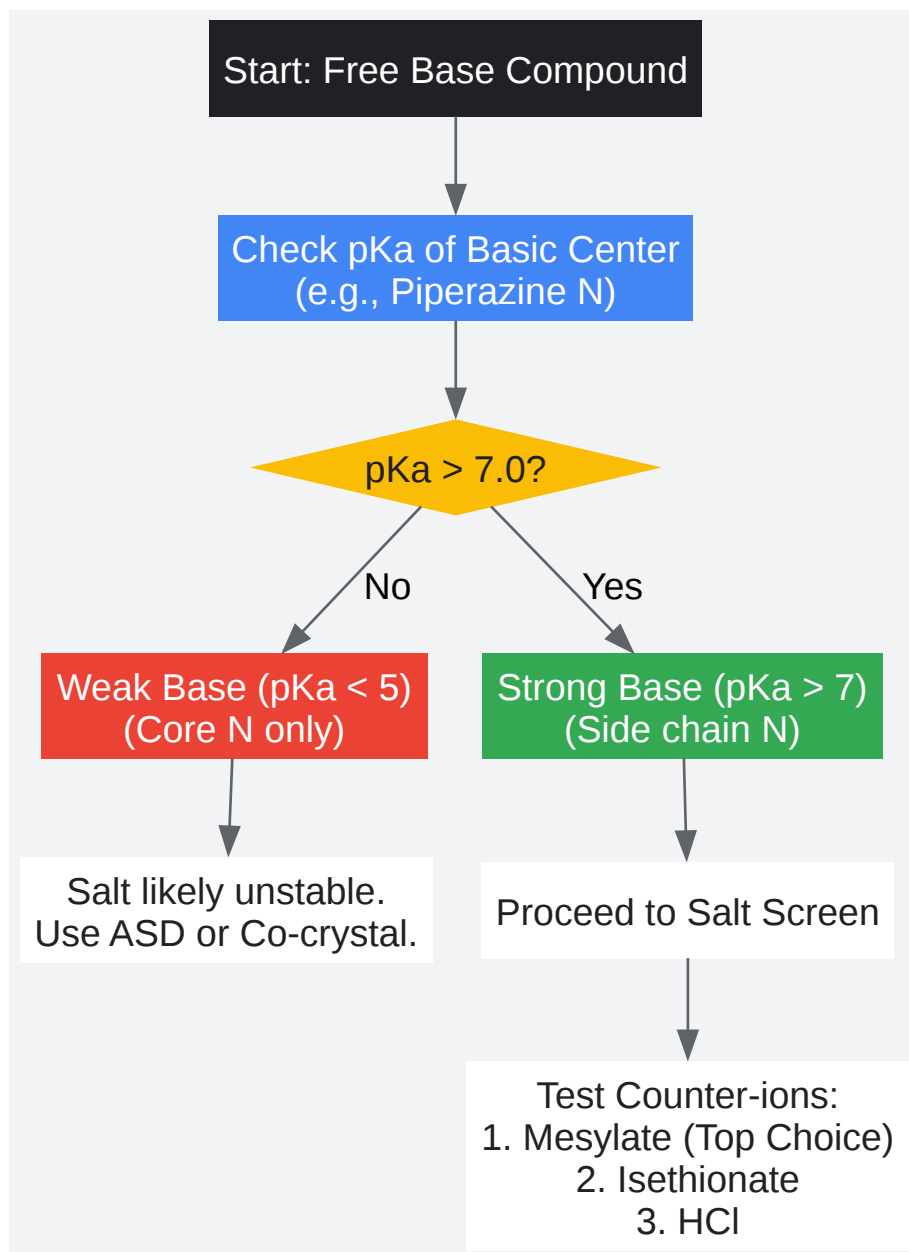 Start: Free Base Compound
Check pKa of Basic Center
(e.g., Piperazine N)
pKa > 7.0?
No
Yes
Weak Base (pKa < 5)
(Core N only)
Strong Base (pKa > 7)
(Side chain N)
Salt likely unstable.
Use ASD or Co-crystal.
Proceed to Salt Screen
Test Counter-ions:
1. Mesylate (Top Choice)
2. Isethionate
3. HCl